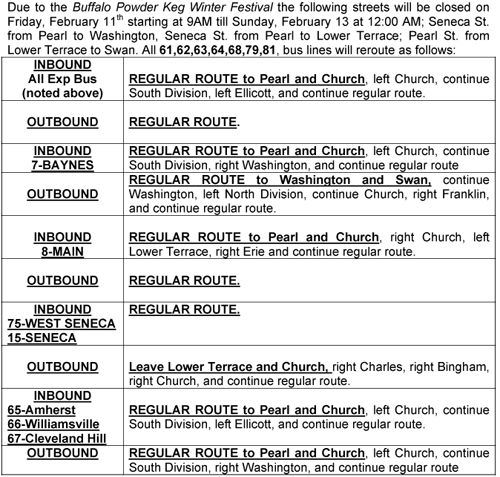 Due to the Buffalo Powder Keg Winter Festival the following streets will be closed on
Friday, February 11th starting at 9AM till Sunday, February 13 at 12:00 AM; Seneca St.
from Pearl to Washington, Seneca St. from Pearl to Lower Terrace; Pearl St. from
Lower Terrace to Swan. All 61,62,63,64,68,79,81, bus lines will reroute as follows:
INBOUND
All Exp Bus
(noted above)
REGULAR ROUTE to Pearl and Church, left Church, continue
South Division, left Ellicott, and continue regular route.
OUTBOUND
REGULAR ROUTE.
INBOUND
7-BAYNES
REGULAR ROUTE to Pearl and Church, left Church, continue
South Division, right Washington, and continue regular route
OUTBOUND
REGULAR ROUTE to Washington and Swan, continue
Washington, left North Division, continue Church, right Franklin,
and continue regular route.
INBOUND
8-MAIN
REGULAR ROUTE to Pearl and Church, right Church, left
Lower Terrace, right Erie and continue regular route.
OUTBOUND
REGULAR ROUTE.
INBOUND
75-WEST SENECA
15-SENECA
REGULAR ROUTE.
OUTBOUND
Leave Lower Terrace and Church, right Charles, right Bingham,
right Church, and continue regular route.
INBOUND
65-Amherst
66-Williamsville
67-Cleveland Hill
REGULAR ROUTE to Pearl and Church, left Church, continue
South Division, left Ellicott, and continue regular route.
OUTBOUND
REGULAR ROUTE to Pearl and Church, left Church, continue
South Division, right Washington, and continue regular route